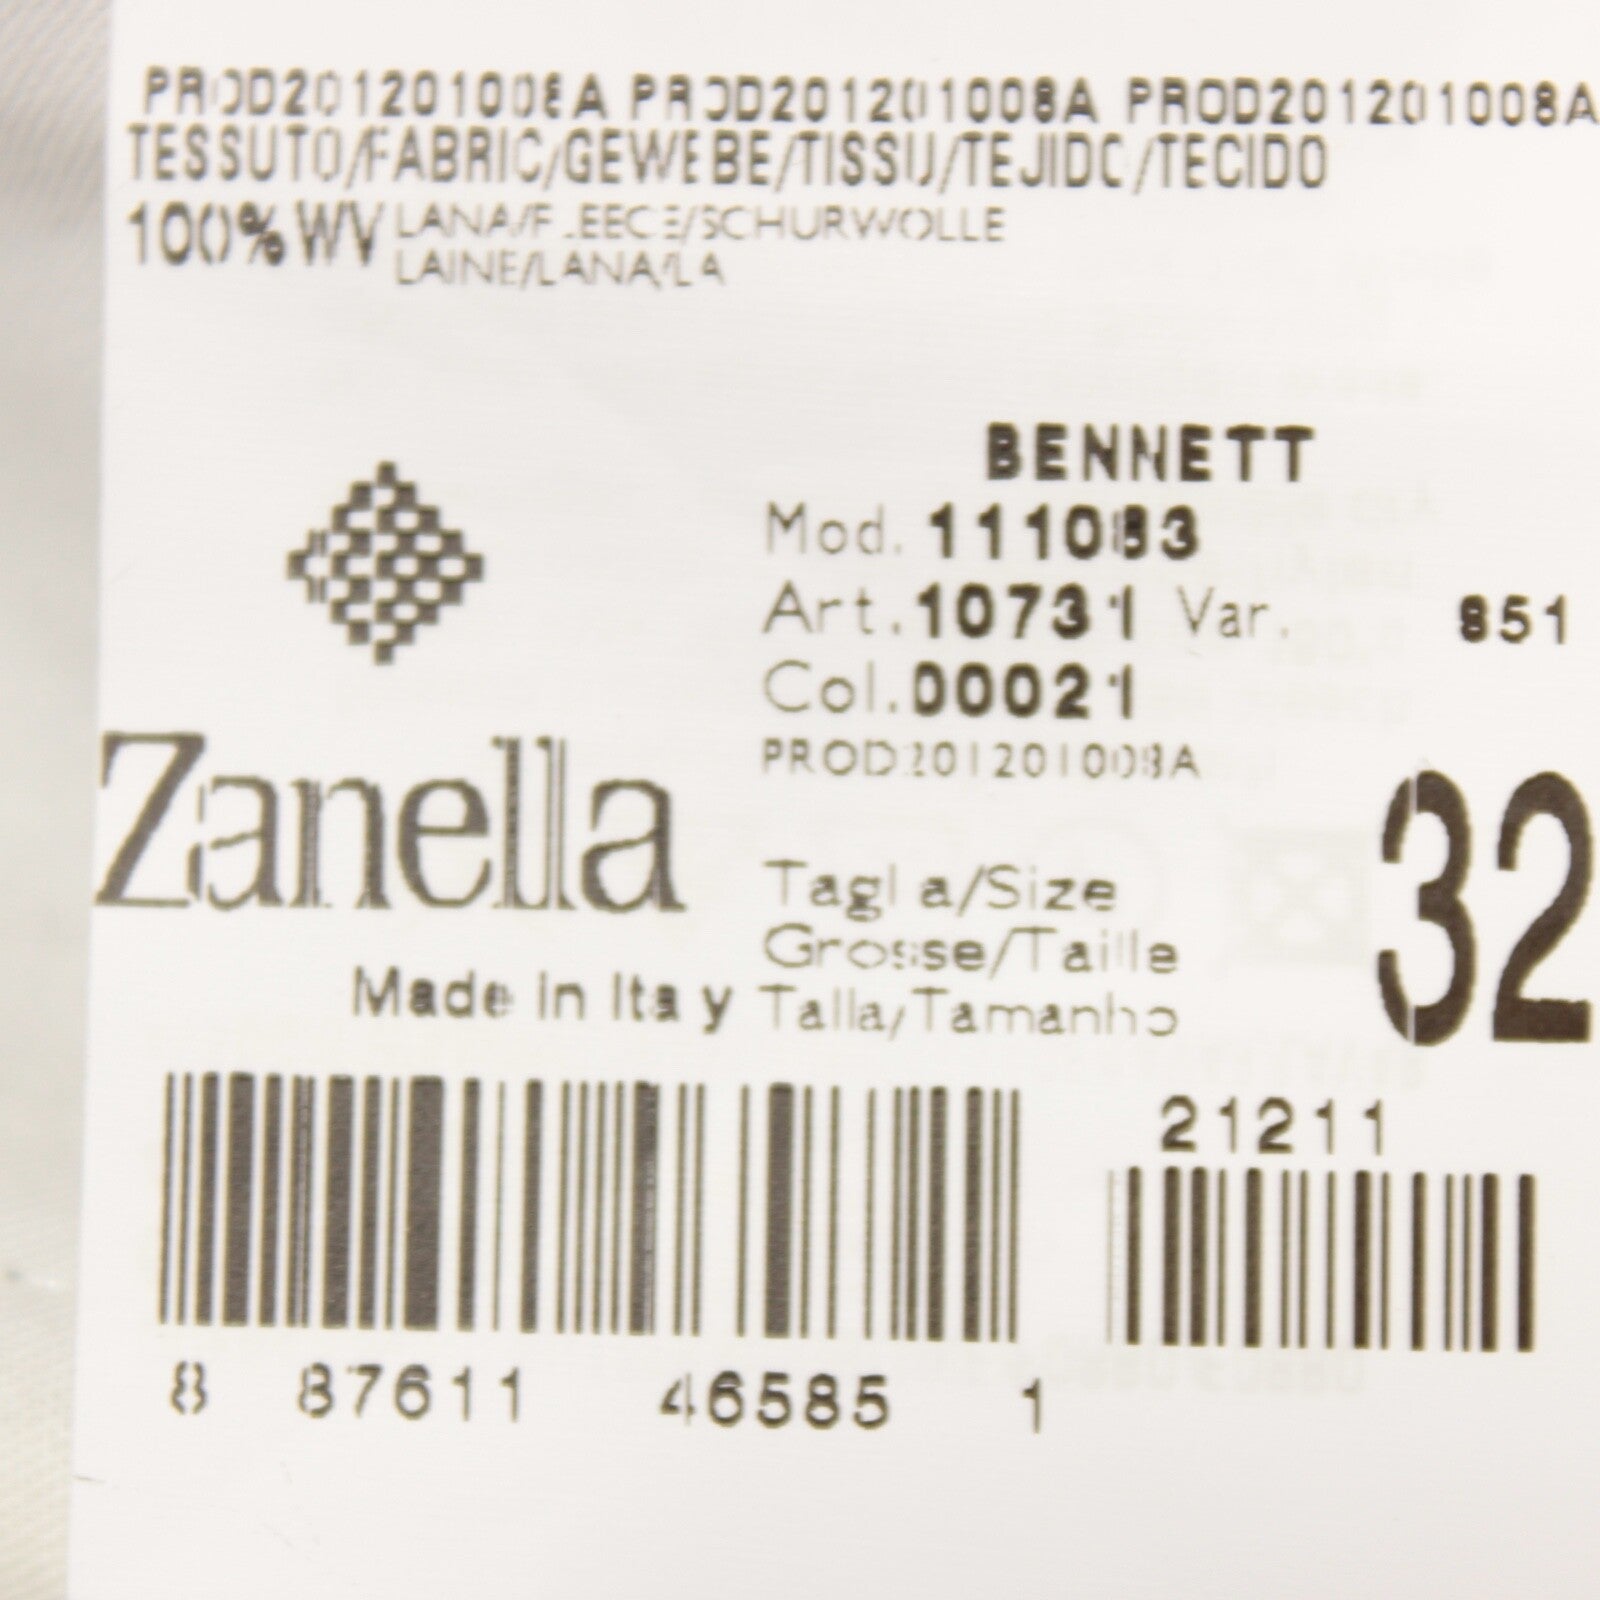 PROD201201008A PROD201201008A PROD201201008A
TESSUTO/FABRIC/GEWEBE/TISSU/TEJIDO/TECIDO
100% WV LANA/FLEECE/SCHURWOLLE
LAINE/LANA/LA
BENNETT
Mod. 111083
Art. 10731 Var. 851
Col. 00021
PROD201201008A
Zanella
Made in Italy
Taglia/Size
Grosse/Taille
Talla/Tamanho
32
21211
8 87611 46585 1